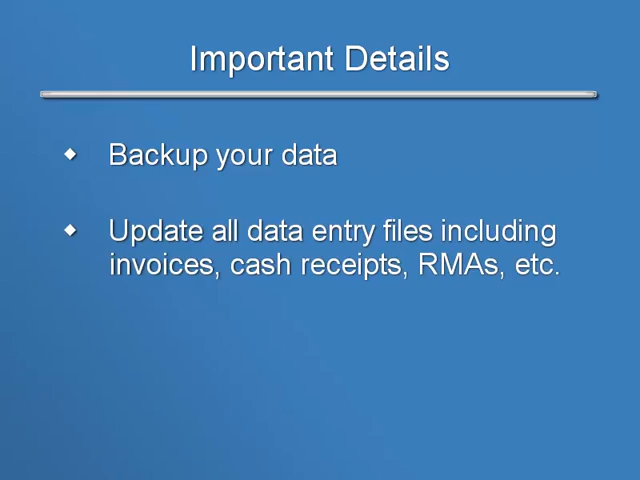 Important Details
Backup your data
Update all data entry files including
invoices, cash receipts, RMAs, etc.